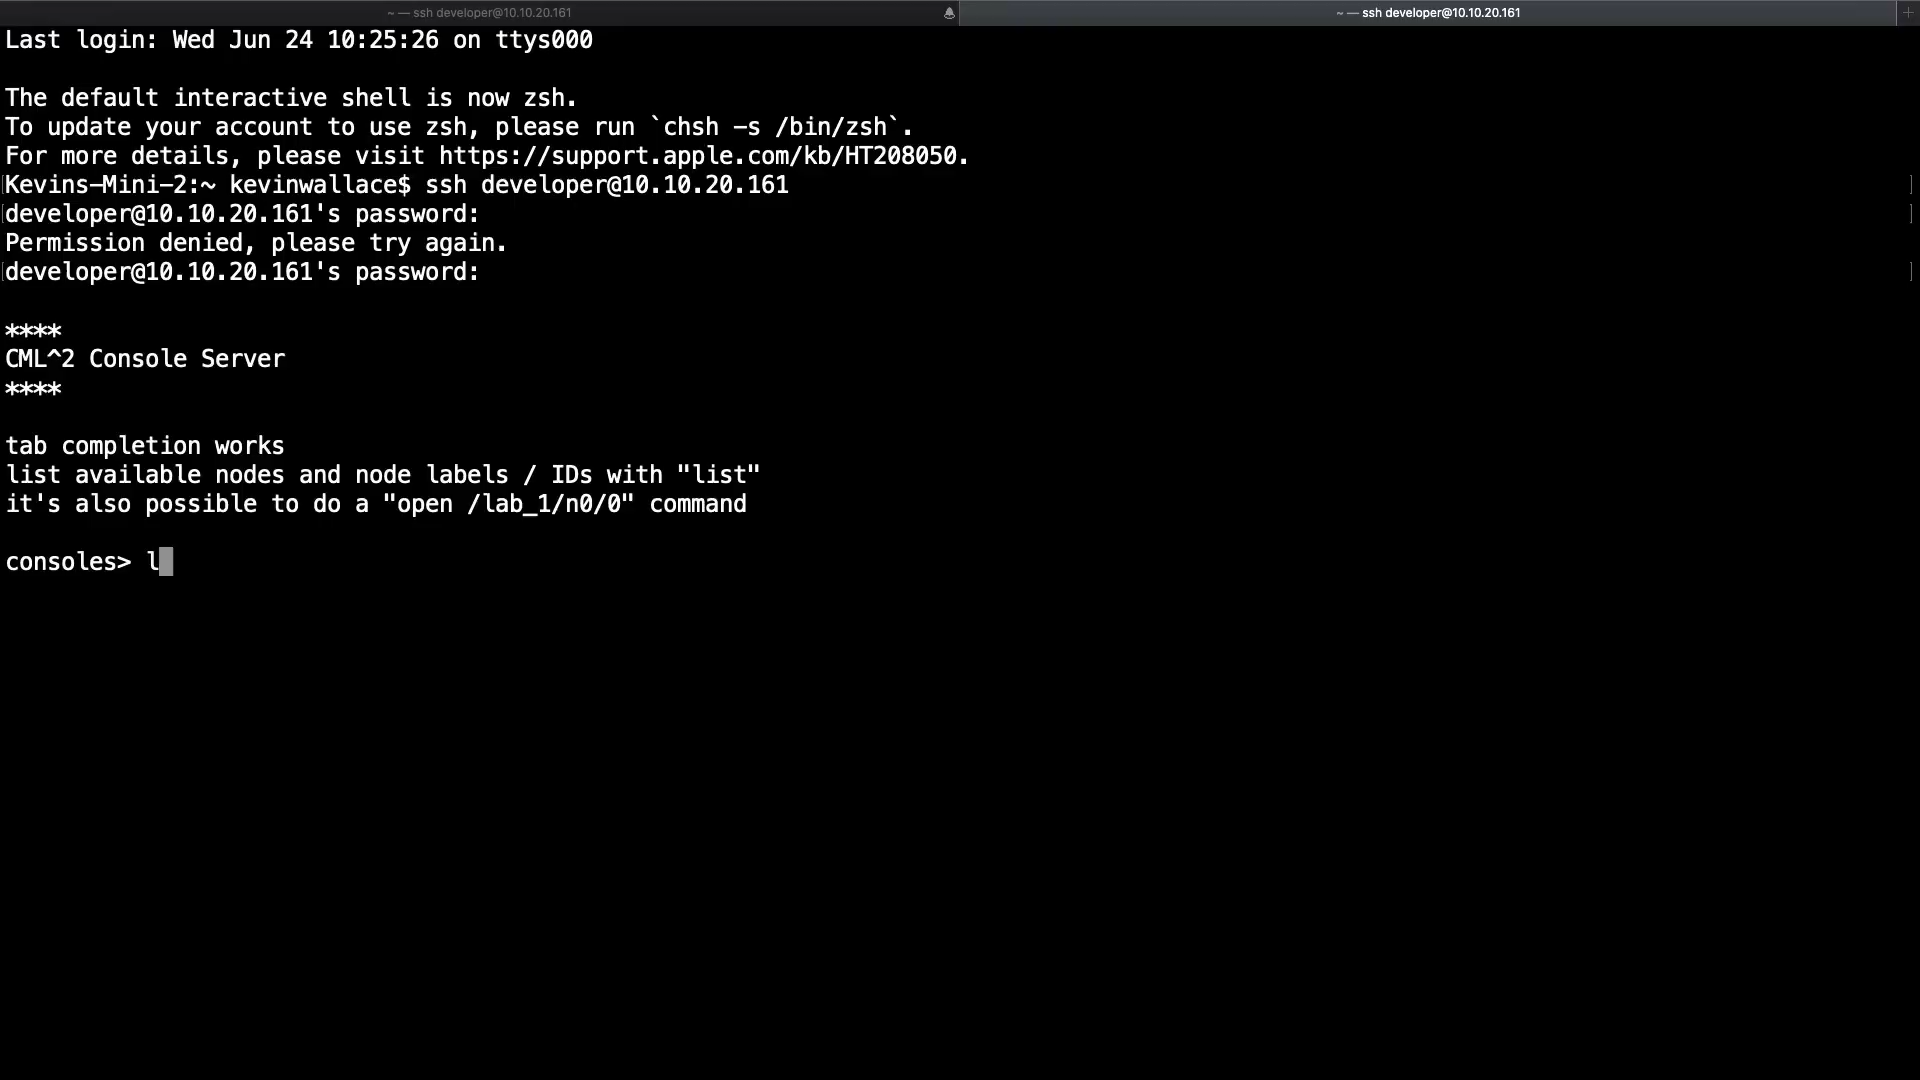 ~ — ssh developer@10.10.20.161
~ — ssh developer@10.10.20.161
Last login: Wed Jun 24 10:25:26 on ttys000
The default interactive shell is now zsh.
To update your account to use zsh, please run `chsh -s /bin/zsh`.
For more details, please visit https://support.apple.com/kb/HT208050.
[Kevins-Mini-2:~ kevinwallace$ ssh developer@10.10.20.161 ]
[developer@10.10.20.161's password: ]
Permission denied, please try again.
[developer@10.10.20.161's password: ]
****
CML^2 Console Server
****
tab completion works
list available nodes and node labels / IDs with "list"
it's also possible to do a "open /lab_1/n0/0" command
consoles> l